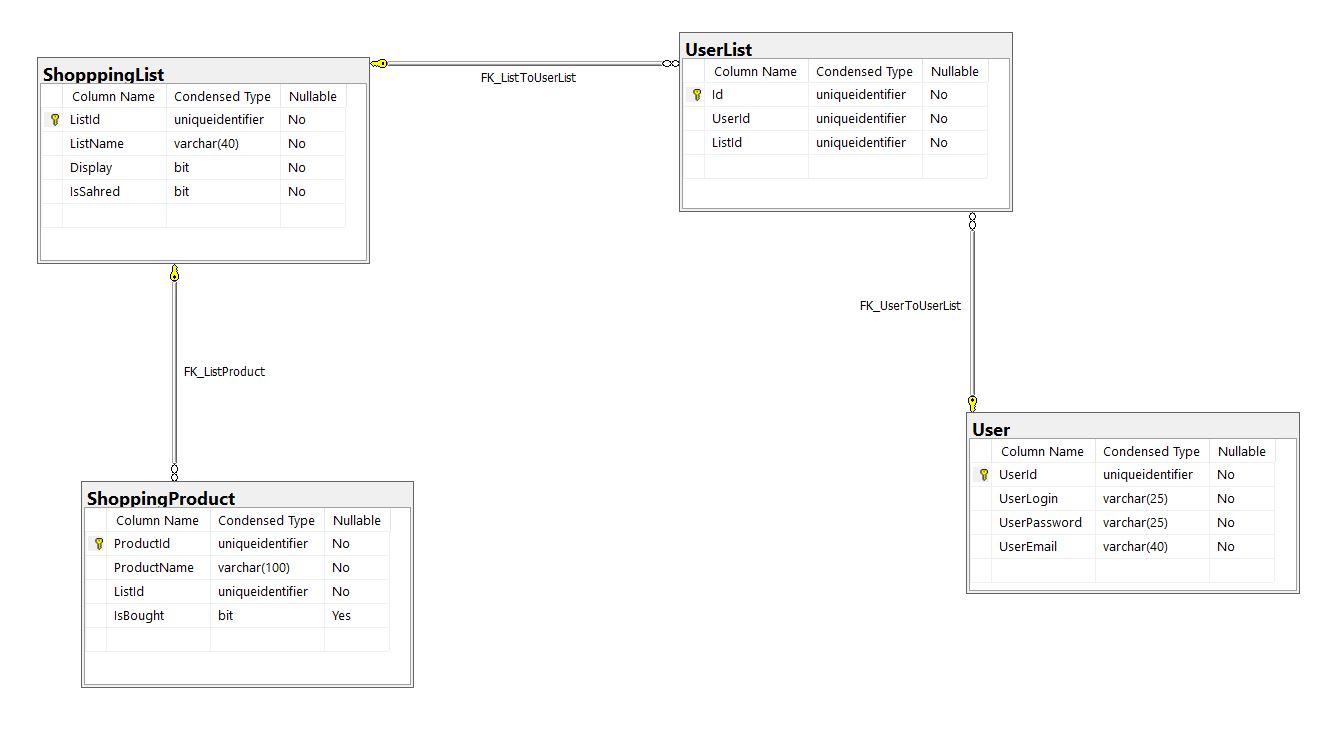 ShopppingList
Column Name Condensed Type Nullable
ListId uniqueidentifier No
ListName varchar(40) No
Display bit No
IsSahred bit No
FK_ListToUserList
UserList
Column Name Condensed Type Nullable
Id uniqueidentifier No
UserId uniqueidentifier No
ListId uniqueidentifier No
FK_UserToUserList
FK_ListProduct
User
Column Name Condensed Type Nullable
UserId uniqueidentifier No
UserLogin varchar(25) No
UserPassword varchar(25) No
UserEmail varchar(40) No
ShoppingProduct
Column Name Condensed Type Nullable
ProductId uniqueidentifier No
ProductName varchar(100) No
ListId uniqueidentifier No
IsBought bit Yes